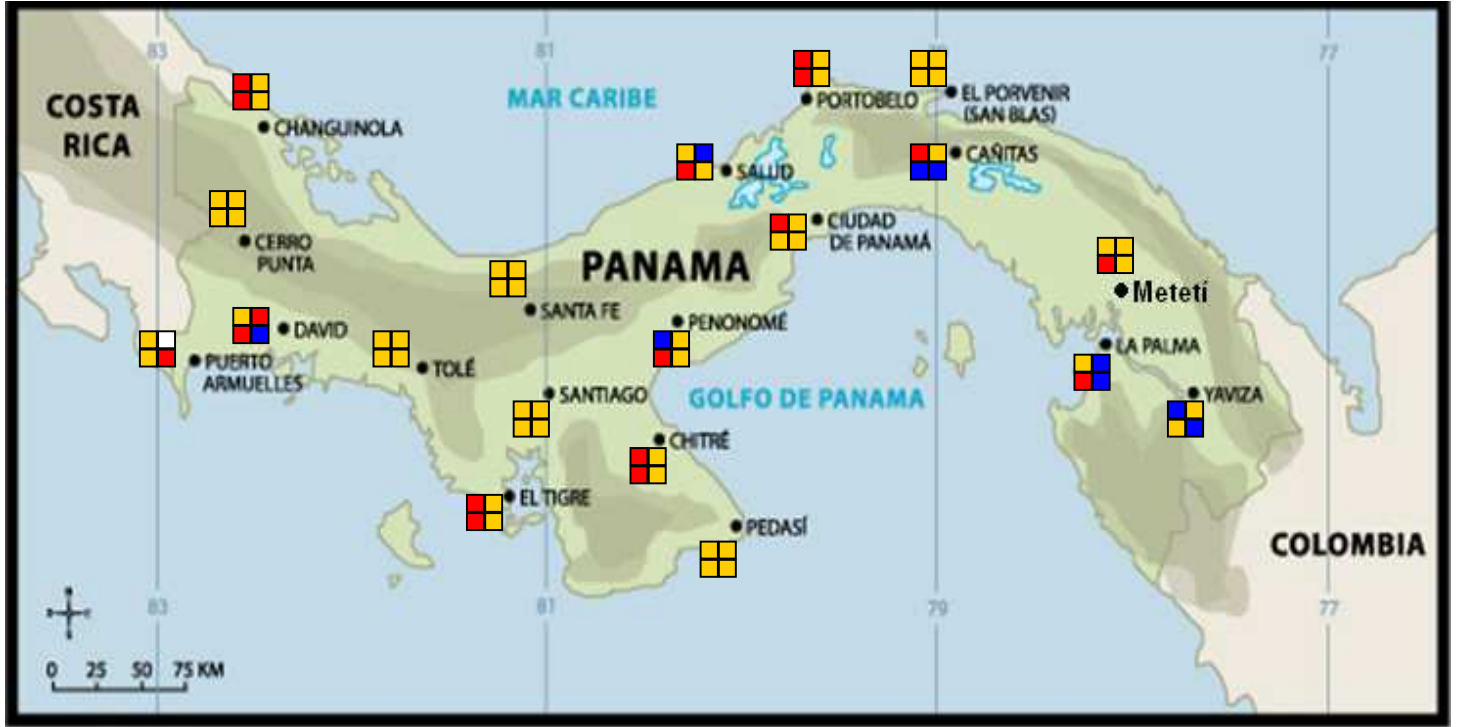 83
81
79
77
COSTA
RICA
MAR CARIBE
CHANGUINOLA
PORTOBELO
EL PORVENIR
(SAN BLAS)
CAÑITAS
SALUD
CERRO
PUNTA
CIUDAD
DE PANAMÁ
PANAMA
SANTA FE
Metetí
DAVID
PENONOMÉ
LA PALMA
PUERTO
ARMUELLES
TOLÉ
SANTIAGO
GOLFO DE PANAMA
YAVIZA
CHITRÉ
EL TIGRE
PEDASÍ
COLOMBIA
83
81
79
77
0 25 50 75 KM